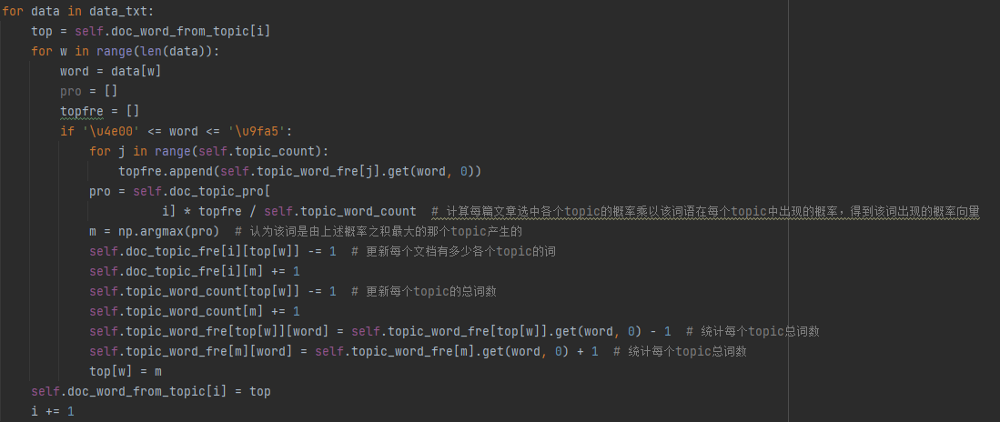 for data in data_txt:
    top = self.doc_word_from_topic[i]
    for w in range(len(data)):
        word = data[w]
        pro = []
        topfre = []
        if '\u4e00' <= word <= '\u9fa5':
            for j in range(self.topic_count):
                topfre.append(self.topic_word_fre[j].get(word, 0))
            pro = self.doc_topic_pro[
                      i] * topfre / self.topic_word_count  # 计算每篇文章选中各个topic的概率乘以该词语在每个topic中出现的概率，得到该词出现的概率向量
            m = np.argmax(pro)  # 认为该词是由上述概率之积最大的那个topic产生的
            self.doc_topic_fre[i][top[w]] -= 1  # 更新每个文档有多少各个topic的词
            self.doc_topic_fre[i][m] += 1
            self.topic_word_count[top[w]] -= 1  # 更新每个topic的总词数
            self.topic_word_count[m] += 1
            self.topic_word_fre[top[w]][word] = self.topic_word_fre[top[w]].get(word, 0) - 1  # 统计每个topic总词数
            self.topic_word_fre[m][word] = self.topic_word_fre[m].get(word, 0) + 1  # 统计每个topic总词数
            top[w] = m
    self.doc_word_from_topic[i] = top
    i += 1